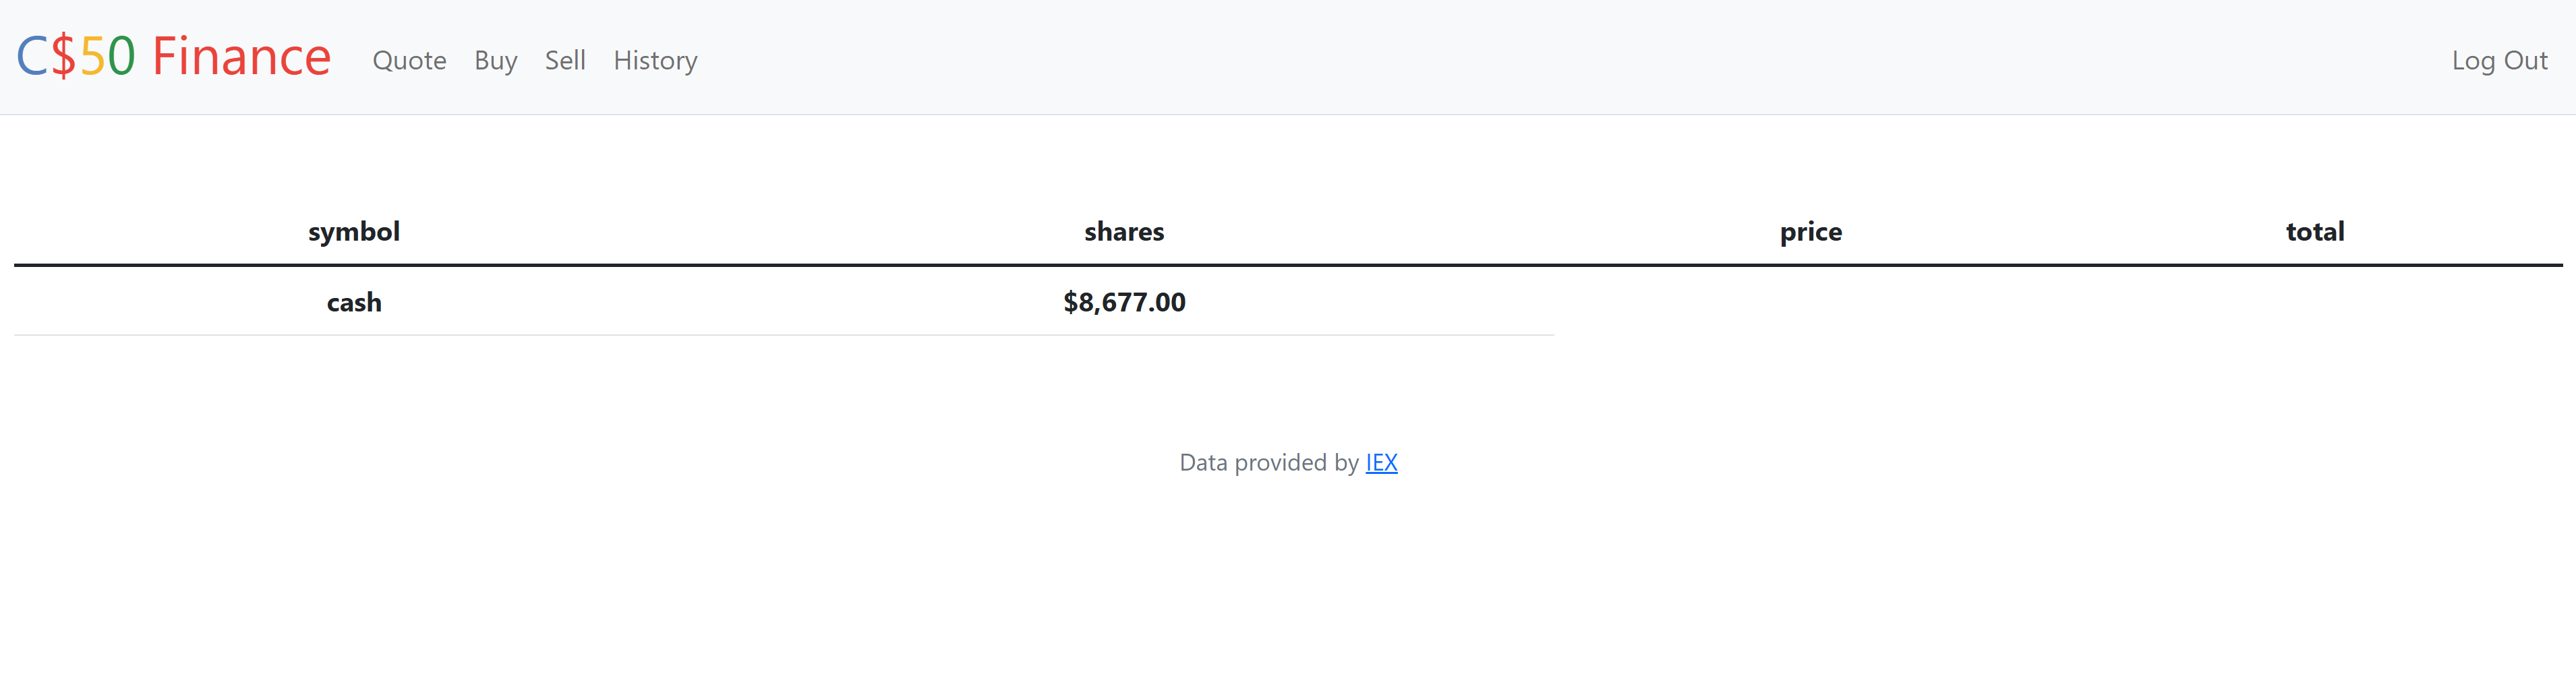 C$50 Finance Quote Buy Sell History Log Out
symbol shares price total
cash $8,677.00
Data provided by IEX